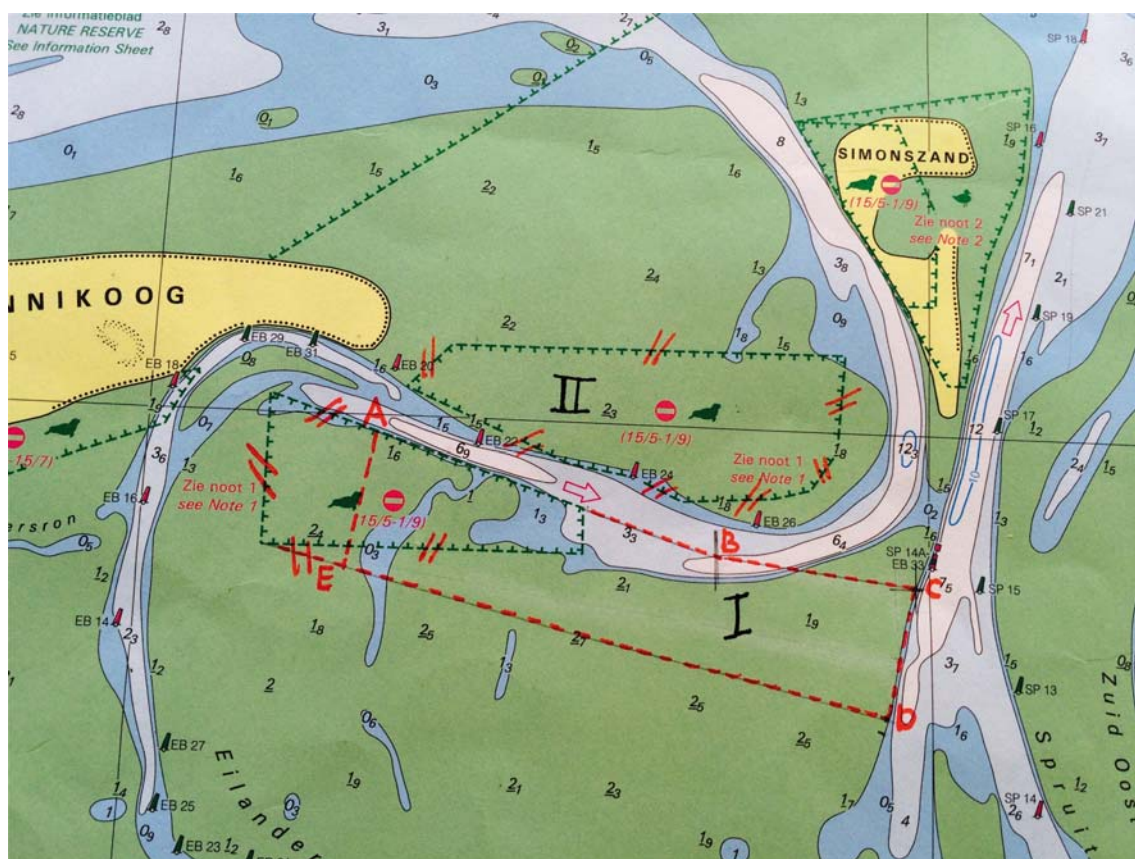 Zie informatieblad
NATURE RESERVE
See Information Sheet
SIMONSZAND
(15/5-1/9)
Zie noot 2
see Note 2
NNIKOOG
SP 18
SP 16
SP 21
SP 19
SP 17
SP 14A
EB 33
SP 15
SP 13
SP 14
EB 29
EB 31
EB 18
EB 20
EB 22
EB 24
EB 26
EB 16
EB 14
EB 27
EB 25
EB 23
II
(15/5-1/9)
Zie noot 1
see Note 1
A
-15/7)
Zie noot 1
see Note 1
(15/5-1/9)
B
E
I
C
D
ersron
Eilander
Zuid Oost
Spruit